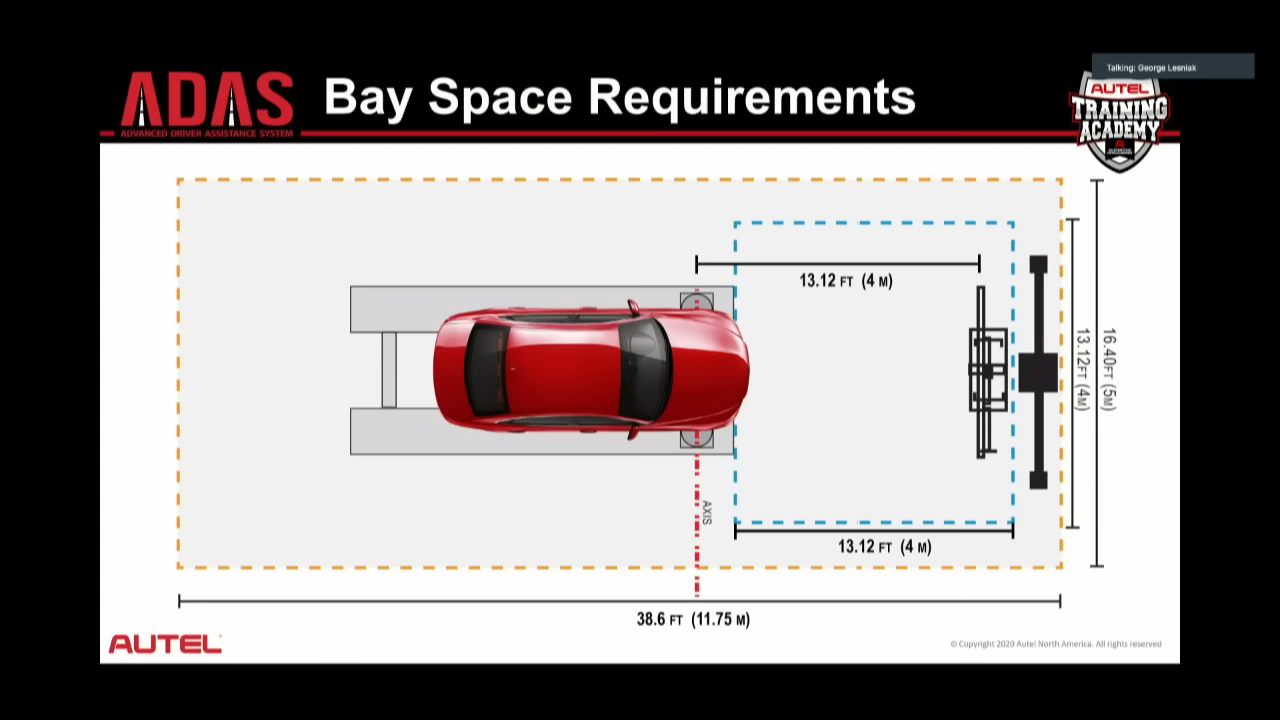 Talking: George Lesniak
ADAS
ADVANCED DRIVER ASSISTANCE SYSTEM
Bay Space Requirements
AUTEL
TRAINING
ACADEMY
13.12 FT (4 M)
16.40FT (5M)
13.12FT (4M)
AXIS
13.12 FT (4 M)
38.6 FT (11.75 M)
AUTEL
© Copyright 2020 Autel North America. All rights reserved